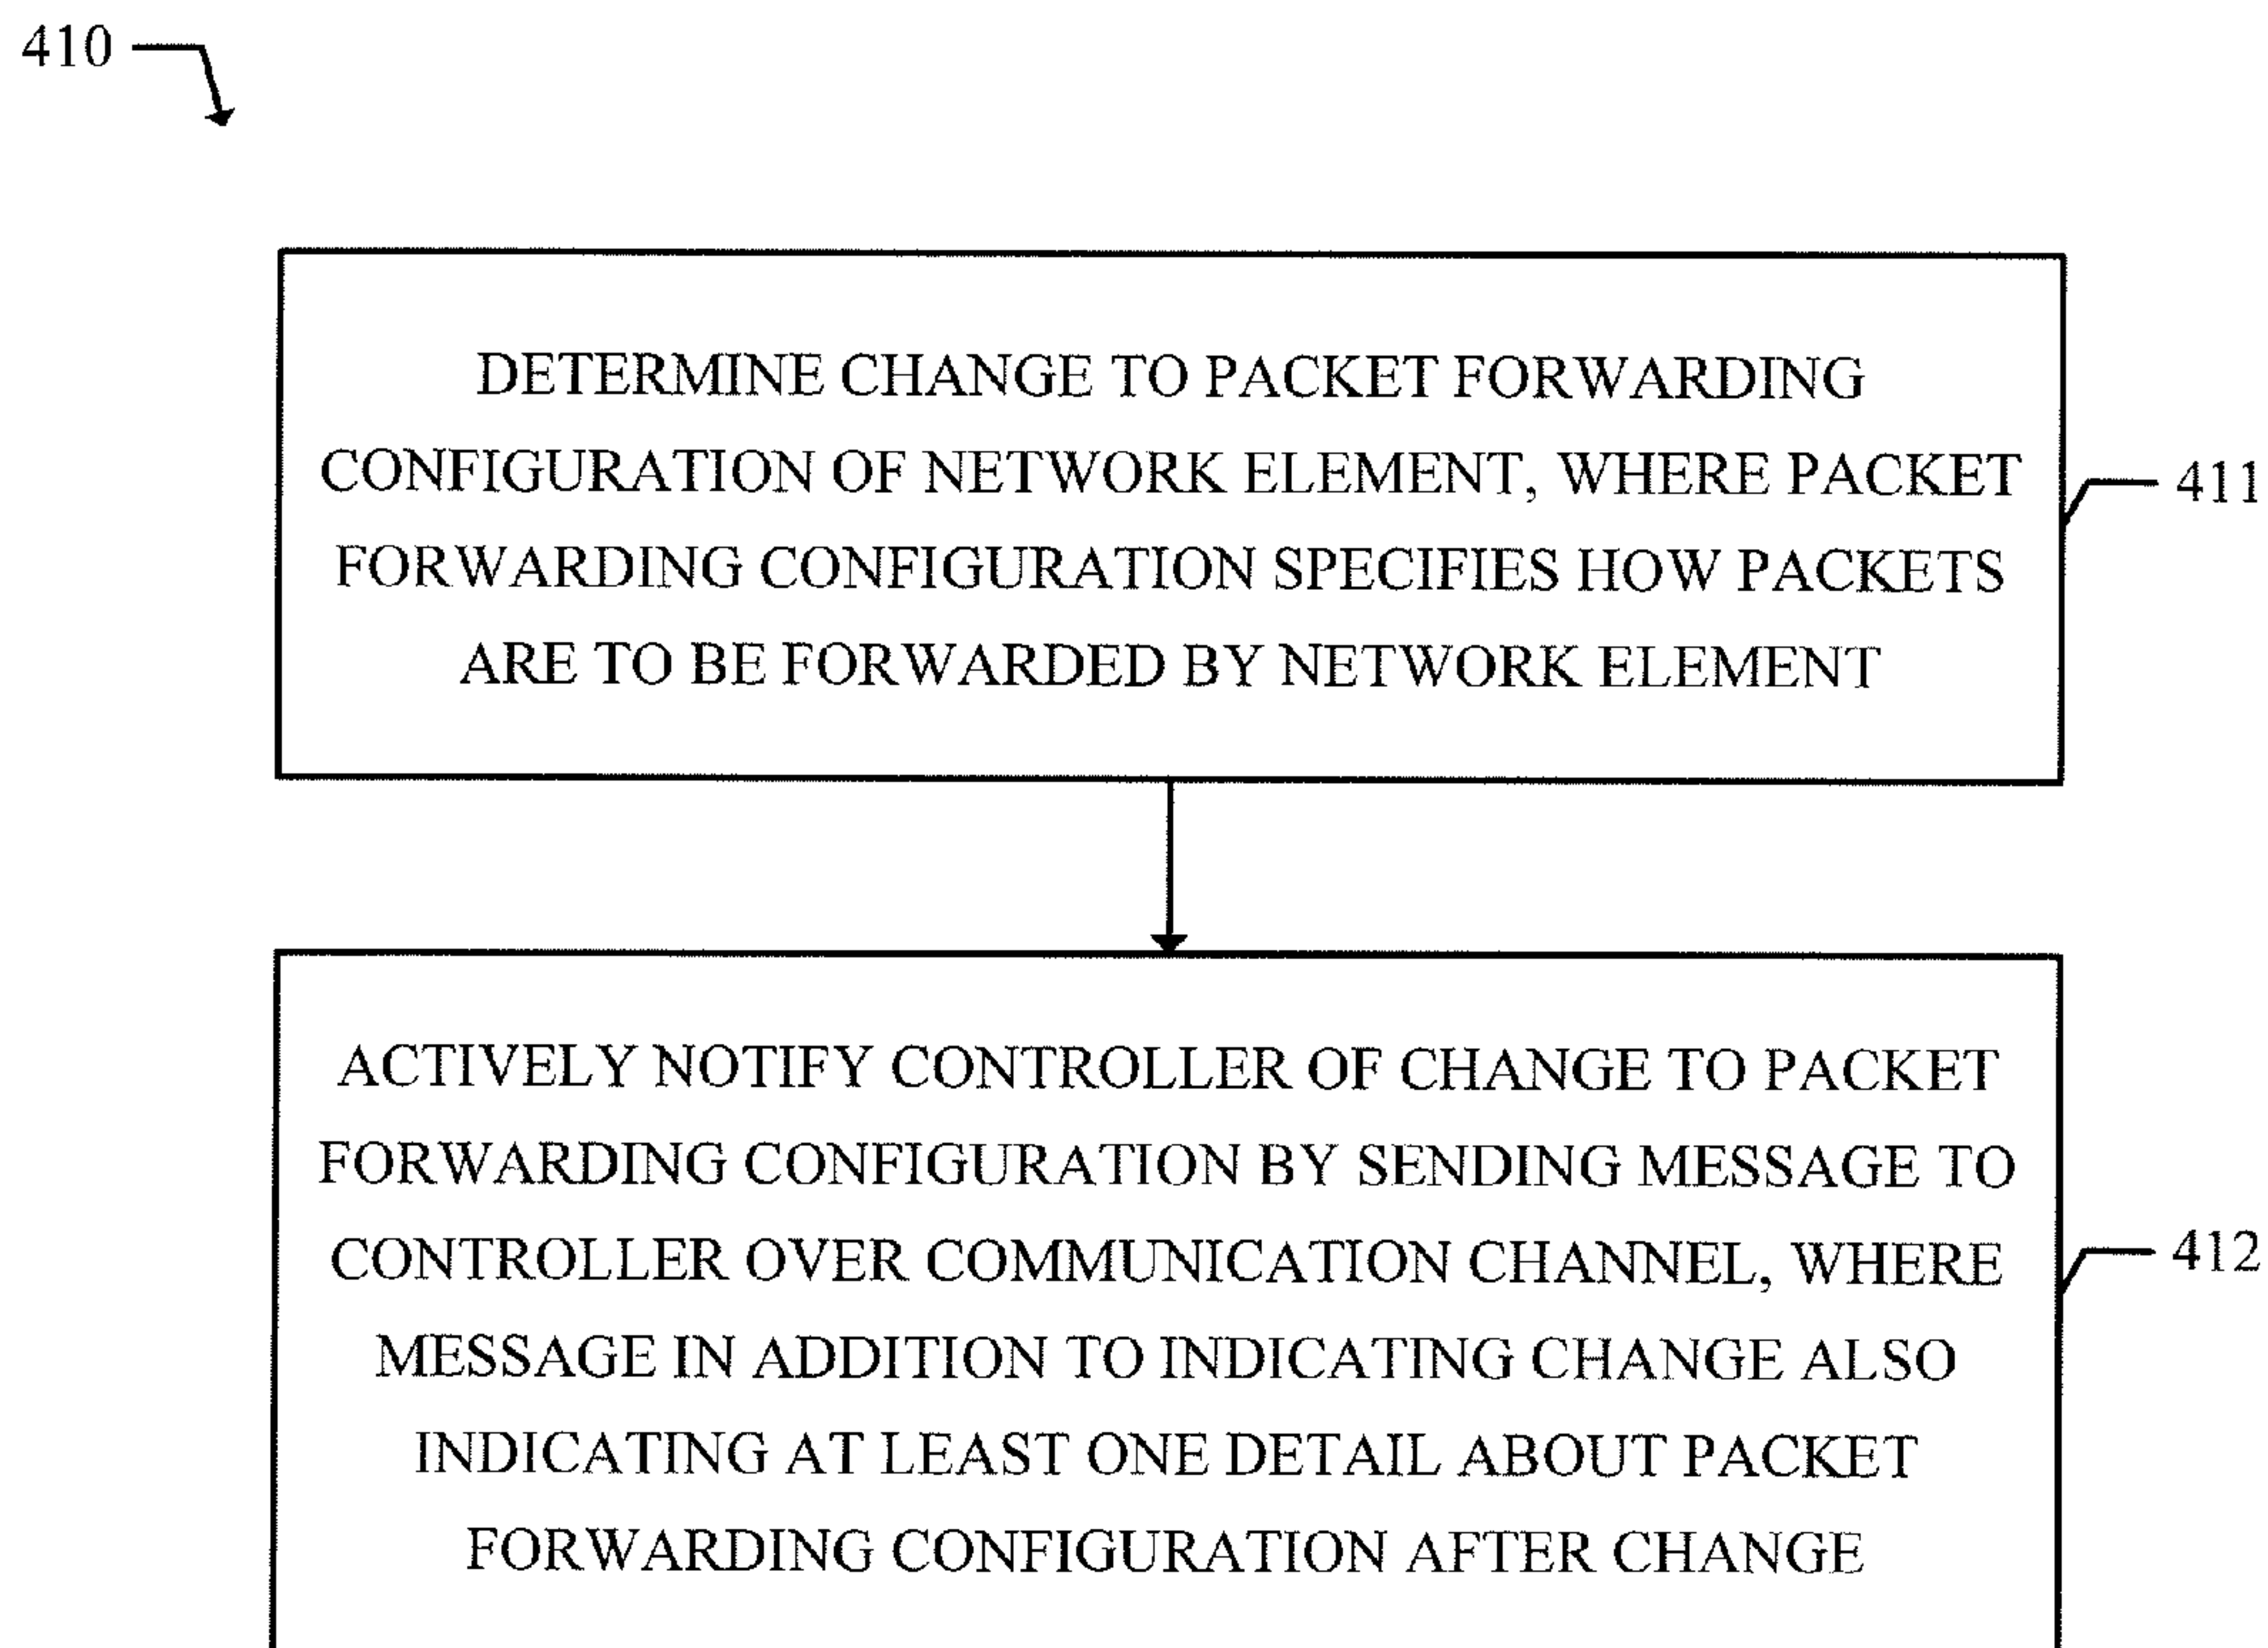 410
DETERMINE CHANGE TO PACKET FORWARDING
CONFIGURATION OF NETWORK ELEMENT, WHERE PACKET
411
FORWARDING CONFIGURATION SPECIFIES HOW PACKETS
ARE TO BE FORWARDED BY NETWORK ELEMENT
ACTIVELY NOTIFY CONTROLLER OF CHANGE TO PACKET
FORWARDING CONFIGURATION BY SENDING MESSAGE TO
CONTROLLER OVER COMMUNICATION CHANNEL, WHERE
412
MESSAGE IN ADDITION TO INDICATING CHANGE ALSO
INDICATING AT LEAST ONE DETAIL ABOUT PACKET
FORWARDING CONFIGURATION AFTER CHANGE